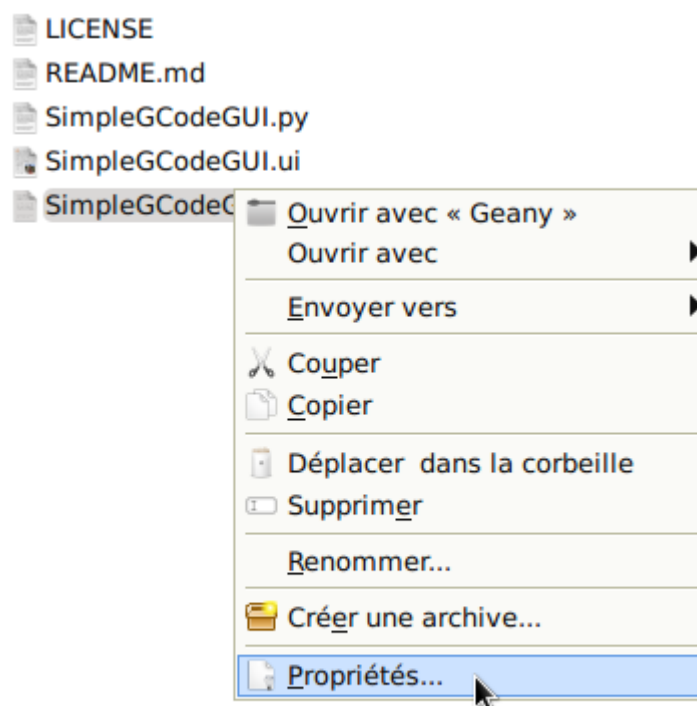 LICENSE
README.md
SimpleGCodeGUI.py
SimpleGCodeGUI.ui
SimpleGCodeG
Ouvrir avec « Geany »
Ouvrir avec
Envoyer vers
Couper
Copier
Déplacer dans la corbeille
Supprimer
Renommer...
Créer une archive...
Propriétés...